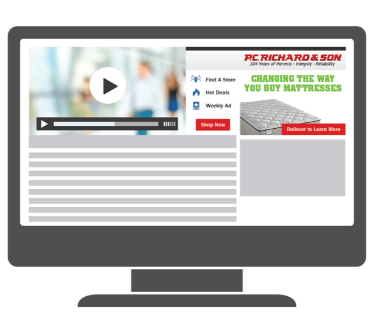 P.C. RICHARD & SON
104 Years of Honesty - Integrity - Reliability
Find A Store
Hot Deals
Weekly Ad
Shop Now
CHANGING THE WAY
YOU BUY MATTRESSES
Rollover to Learn More